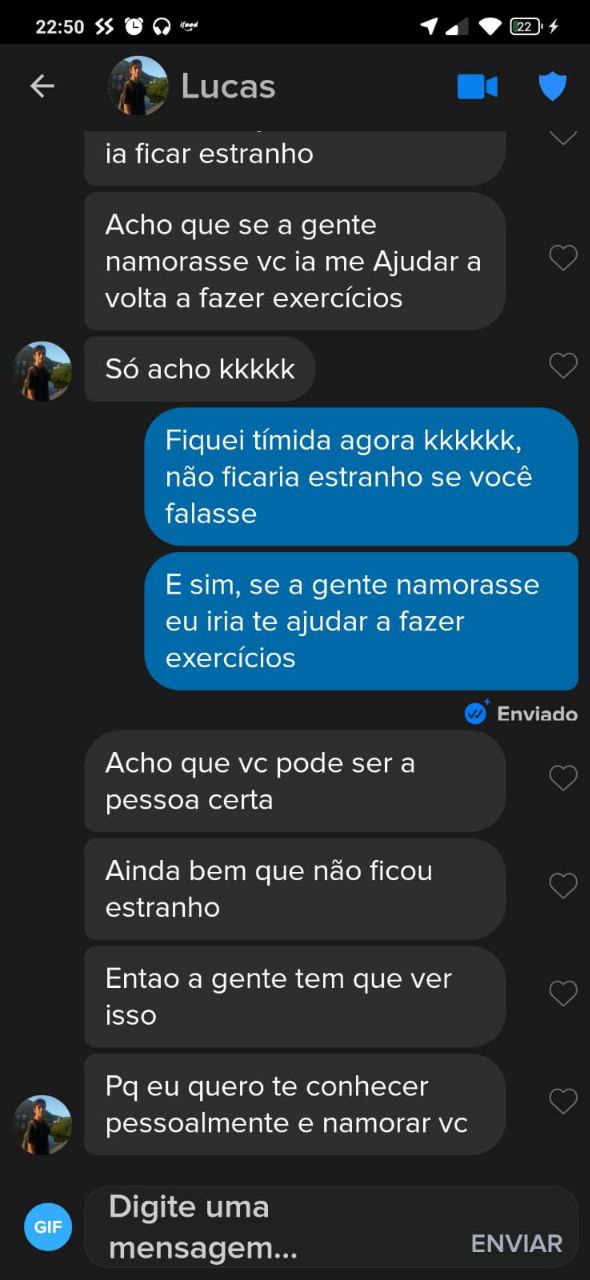 22:50
ifood
22
Lucas
ia ficar estranho
Acho que se a gente
namorasse vc ia me Ajudar a
volta a fazer exercícios
Só acho kkkkk
Fiquei tímida agora kkkkkk,
não ficaria estranho se você
falasse
E sim, se a gente namorasse
eu iria te ajudar a fazer
exercícios
Enviado
Acho que vc pode ser a
pessoa certa
Ainda bem que não ficou
estranho
Entao a gente tem que ver
isso
Pq eu quero te conhecer
pessoalmente e namorar vc
GIF
Digite uma
mensagem...
ENVIAR